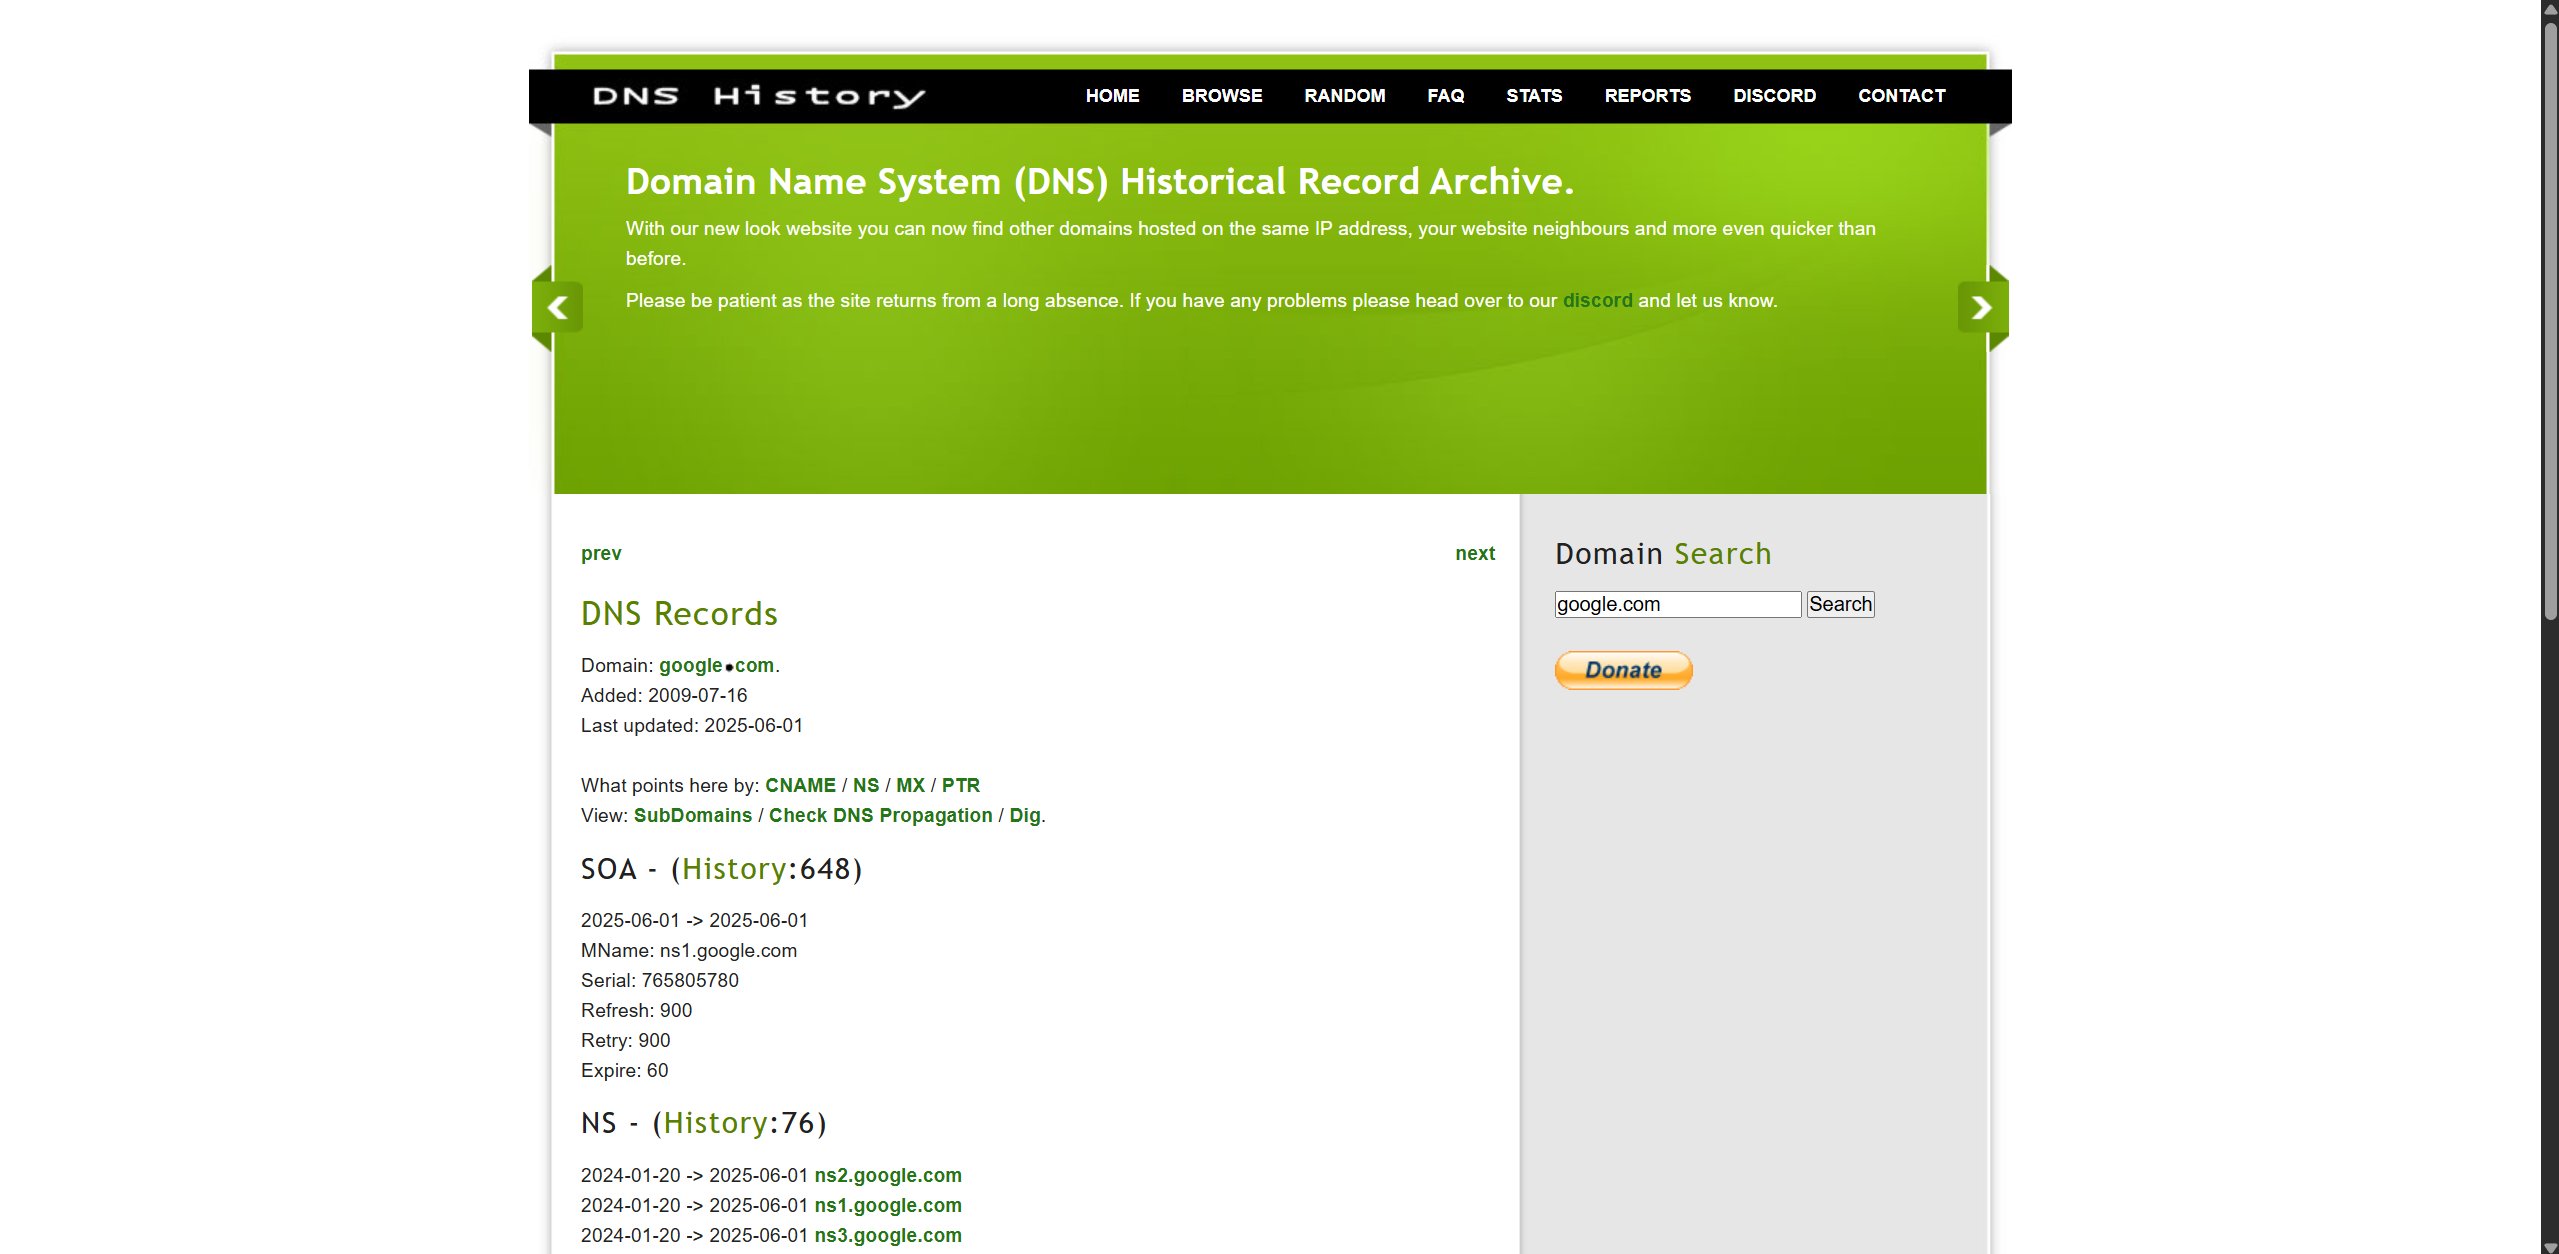 DNS History
HOME BROWSE RANDOM FAQ STATS REPORTS DISCORD CONTACT
Domain Name System (DNS) Historical Record Archive.
With our new look website you can now find other domains hosted on the same IP address, your website neighbours and more even quicker than
before.
Please be patient as the site returns from a long absence. If you have any problems please head over to our discord and let us know.
prev next
DNS Records
Domain: google•com.
Added: 2009-07-16
Last updated: 2025-06-01
What points here by: CNAME / NS / MX / PTR
View: SubDomains / Check DNS Propagation / Dig.
SOA - (History:648)
2025-06-01 -> 2025-06-01
MName: ns1.google.com
Serial: 765805780
Refresh: 900
Retry: 900
Expire: 60
NS - (History:76)
2024-01-20 -> 2025-06-01 ns2.google.com
2024-01-20 -> 2025-06-01 ns1.google.com
2024-01-20 -> 2025-06-01 ns3.google.com
Domain Search
google.com Search
Donate